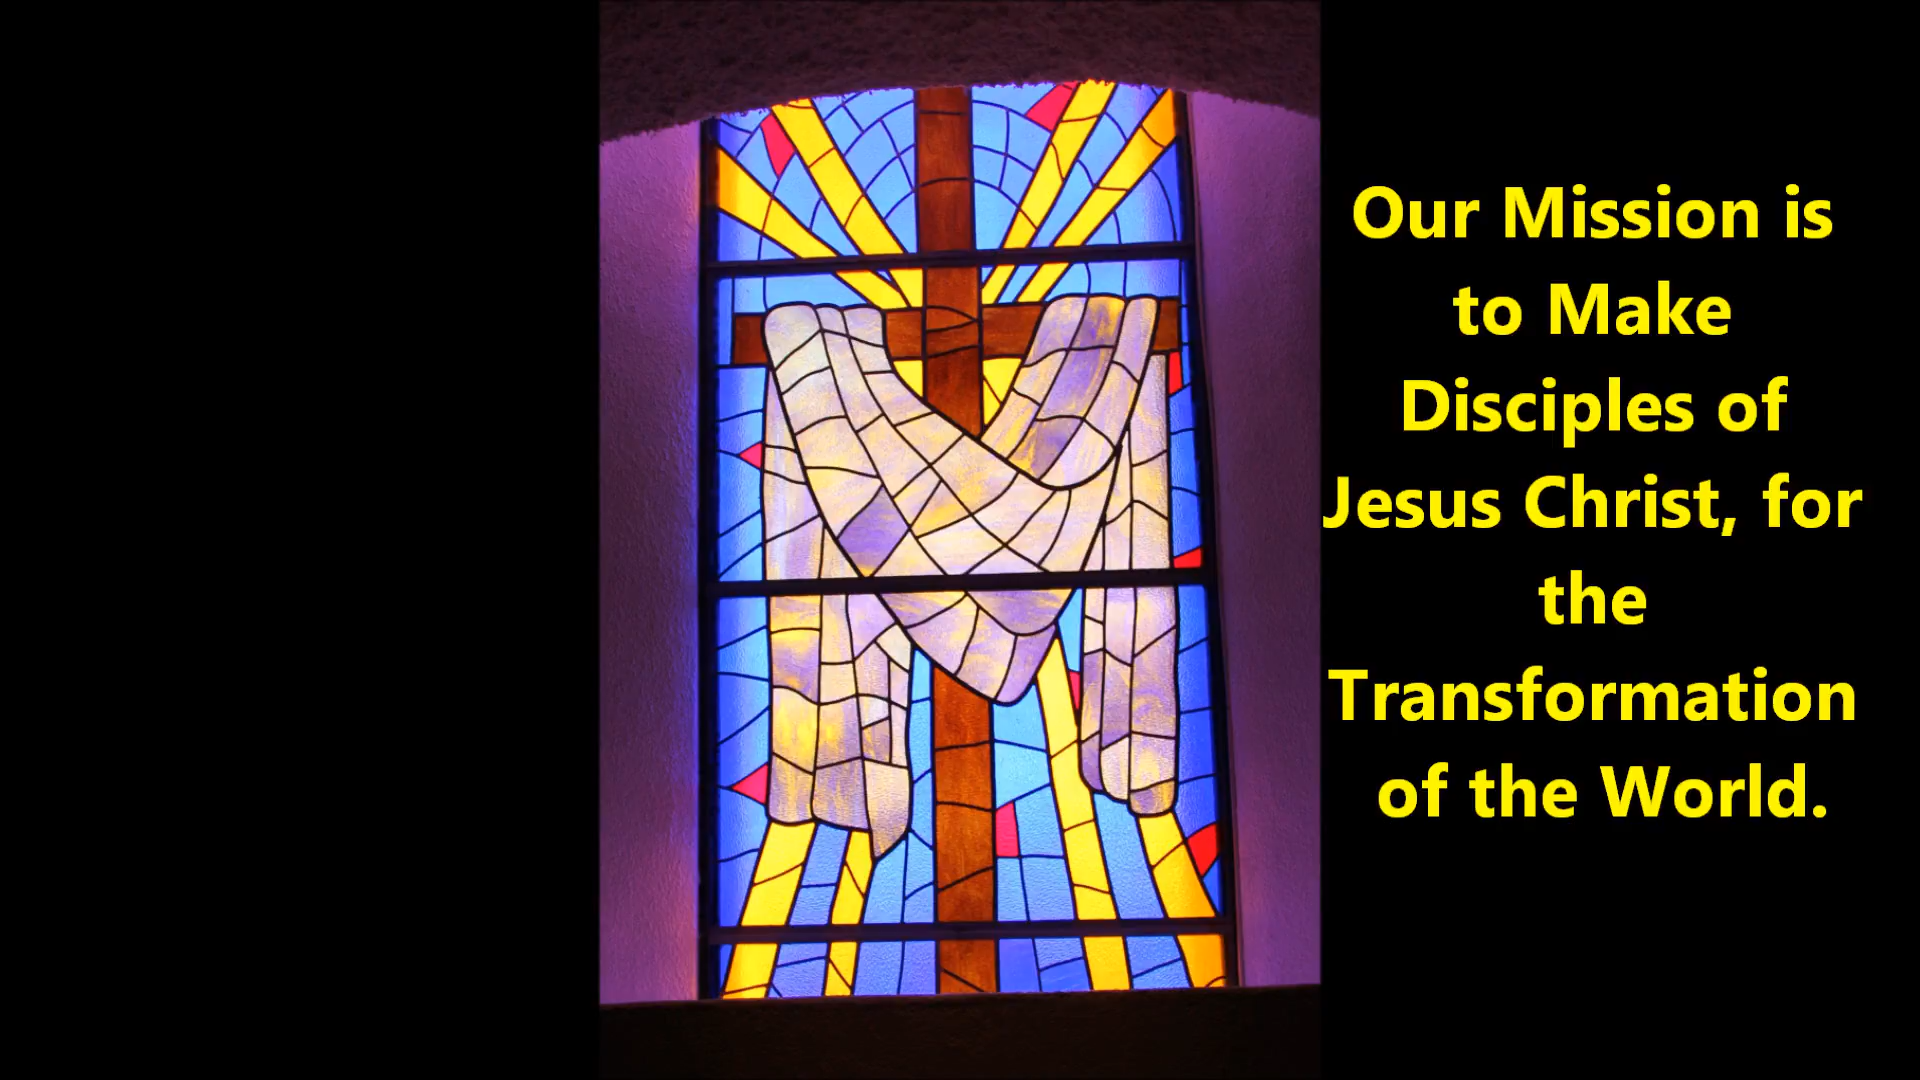 Our Mission is
to Make
Disciples of
Jesus Christ, for
the
Transformation
of the World.